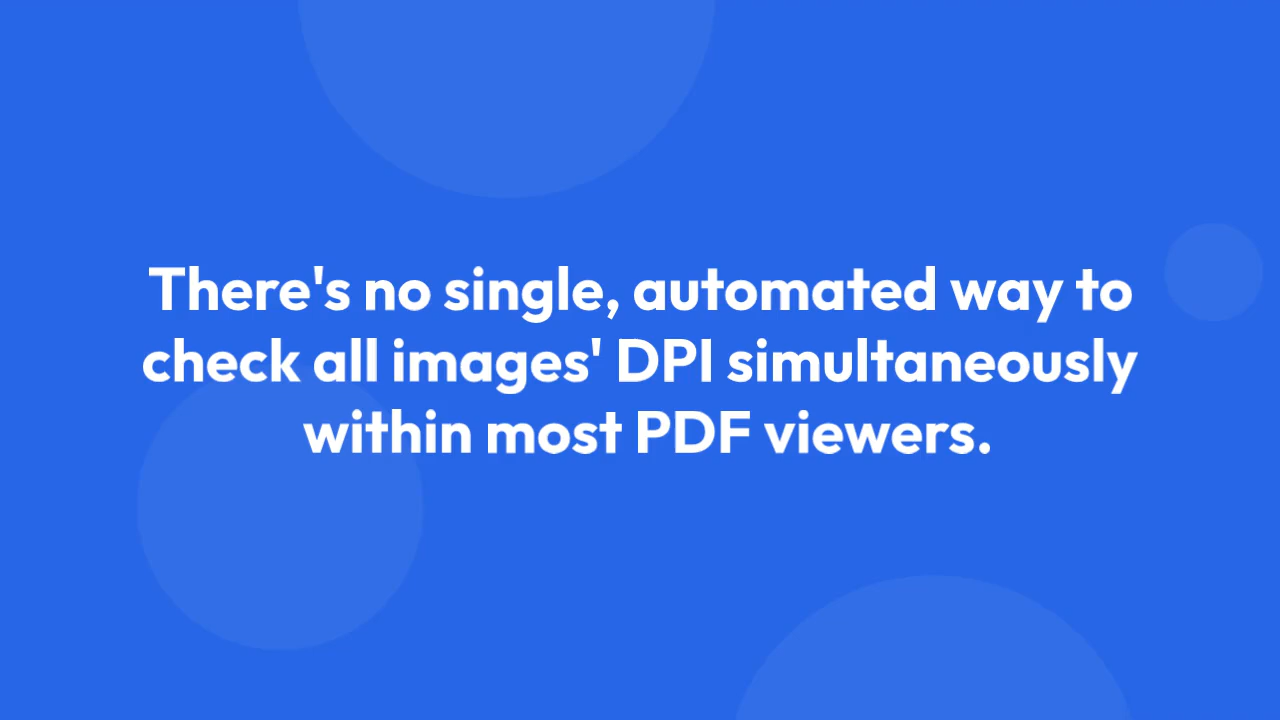 There's no single, automated way to
check all images' DPI simultaneously
within most PDF viewers.